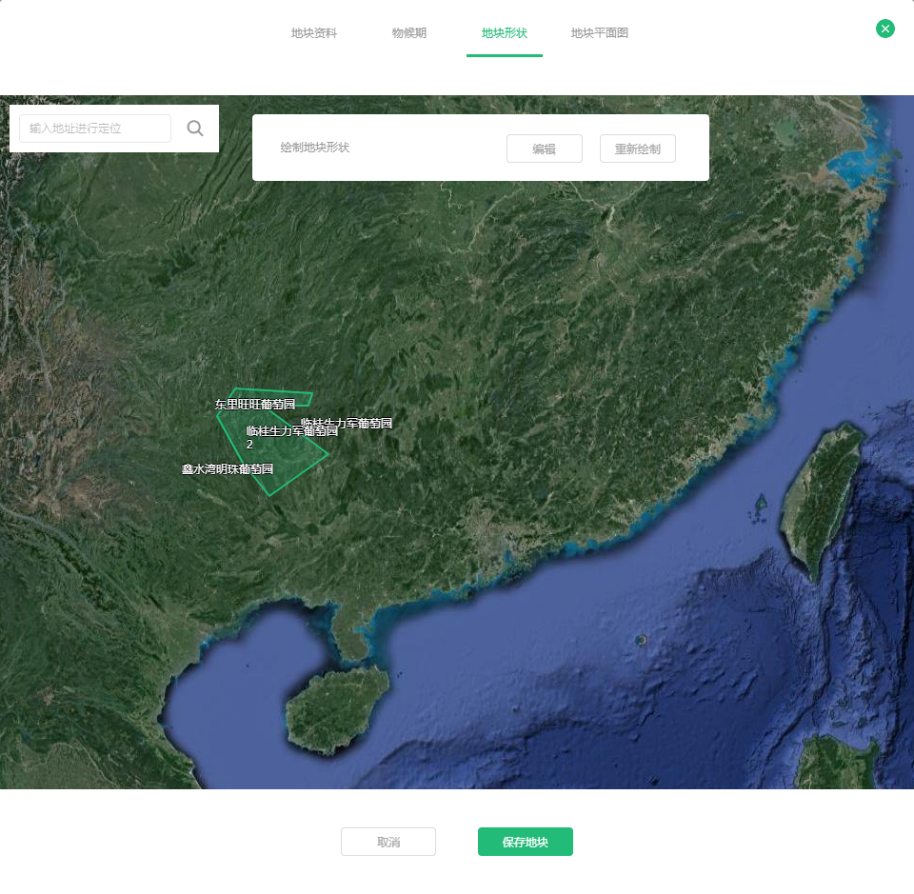 地块资料 物候期 地块形状 地块平面图
输入地址进行定位
绘制地块形状 编辑 重新绘制
东里旺旺葡萄园
临桂生力军葡萄园
临桂生力军葡萄园
2
鑫水湾明珠葡萄园
取消 保存地块